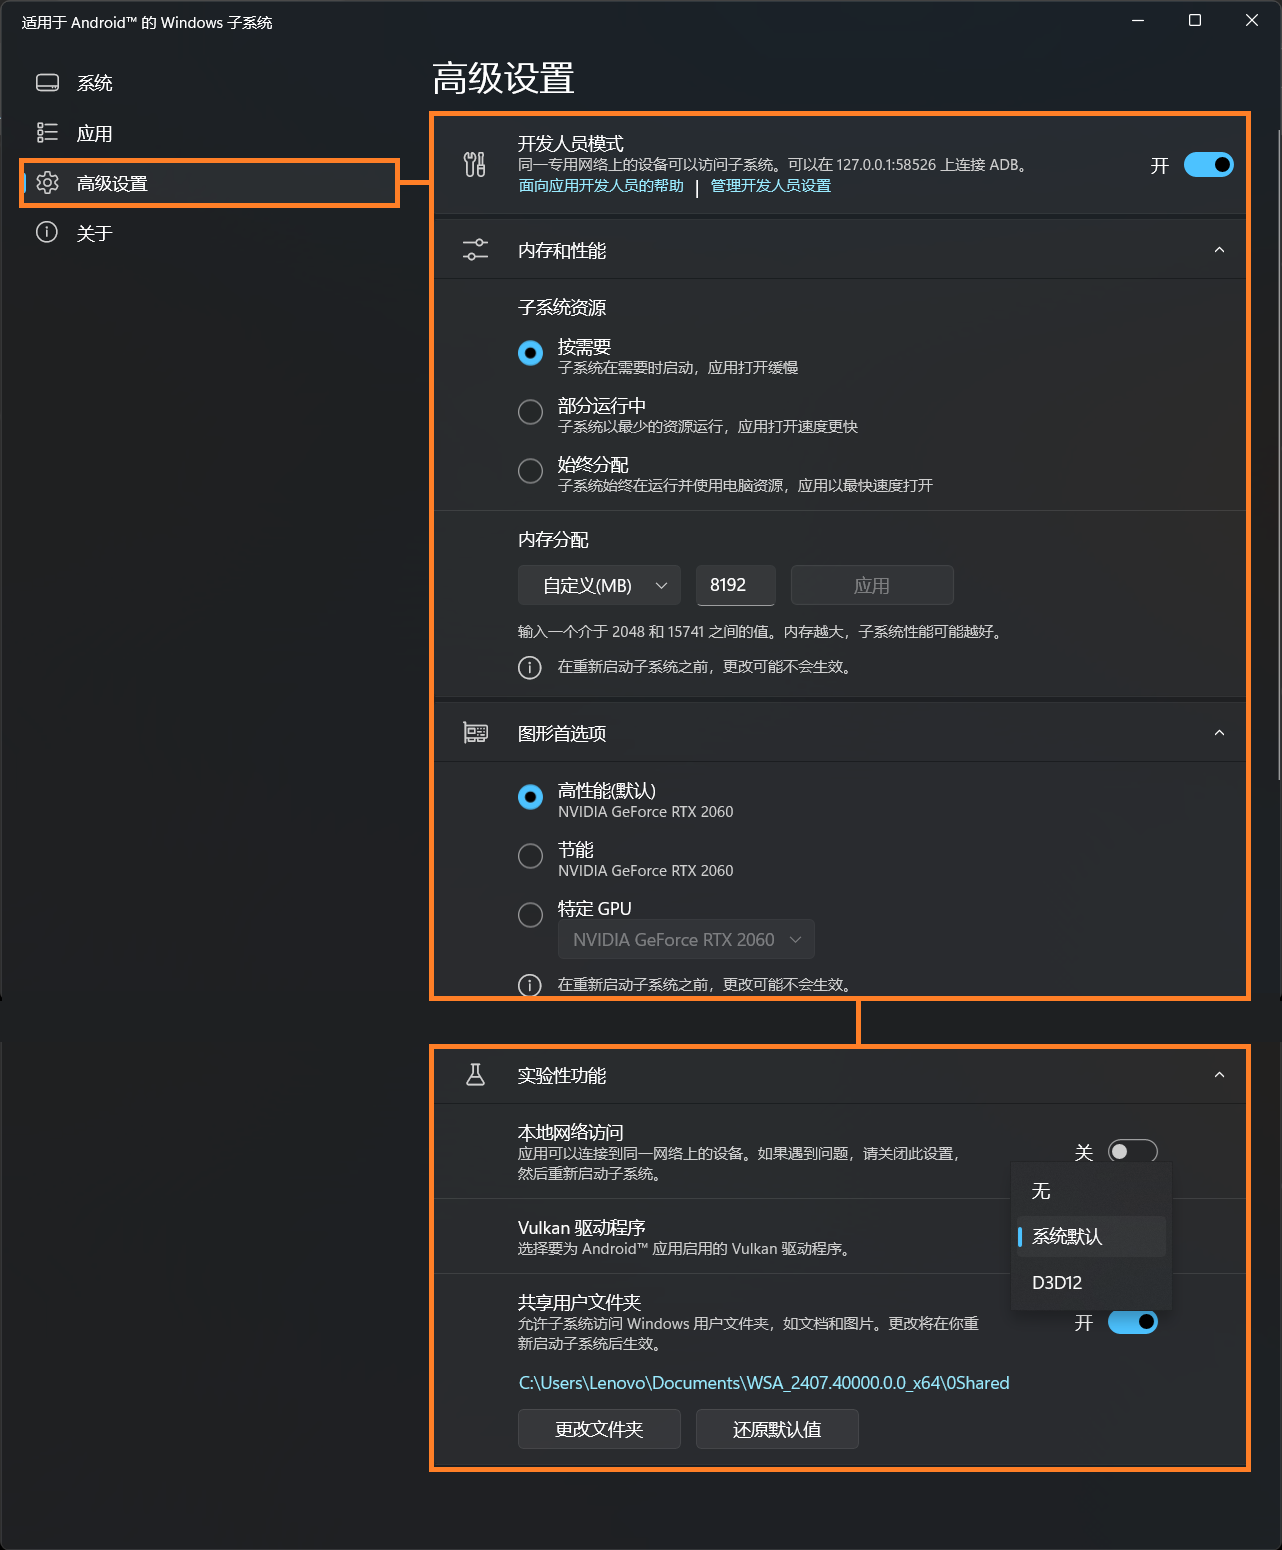 适用于 Android™ 的 Windows 子系统
系统
应用
高级设置
关于
高级设置
开发人员模式
同一专用网络上的设备可以访问子系统。可以在 127.0.0.1:58526 上连接 ADB。
面向应用开发人员的帮助 | 管理开发人员设置
开
内存和性能
子系统资源
按需要
子系统在需要时启动，应用打开缓慢
部分运行中
子系统以最少的资源运行，应用打开速度更快
始终分配
子系统始终在运行并使用电脑资源，应用以最快速度打开
内存分配
自定义(MB) 8192 应用
输入一个介于 2048 和 15741 之间的值。内存越大，子系统性能可能越好。
在重新启动子系统之前，更改可能不会生效。
图形首选项
高性能(默认)
NVIDIA GeForce RTX 2060
节能
NVIDIA GeForce RTX 2060
特定 GPU
NVIDIA GeForce RTX 2060
在重新启动子系统之前，更改可能不会生效。
实验性功能
本地网络访问
应用可以连接到同一网络上的设备。如果遇到问题，请关闭此设置，
然后重新启动子系统。
关
Vulkan 驱动程序
选择要为 Android™ 应用启用的 Vulkan 驱动程序。
无
系统默认
D3D12
共享用户文件夹
允许子系统访问 Windows 用户文件夹，如文档和图片。更改将在你重
新启动子系统后生效。
开
C:\Users\Lenovo\Documents\WSA_2407.40000.0.0_x64\0Shared
更改文件夹 还原默认值